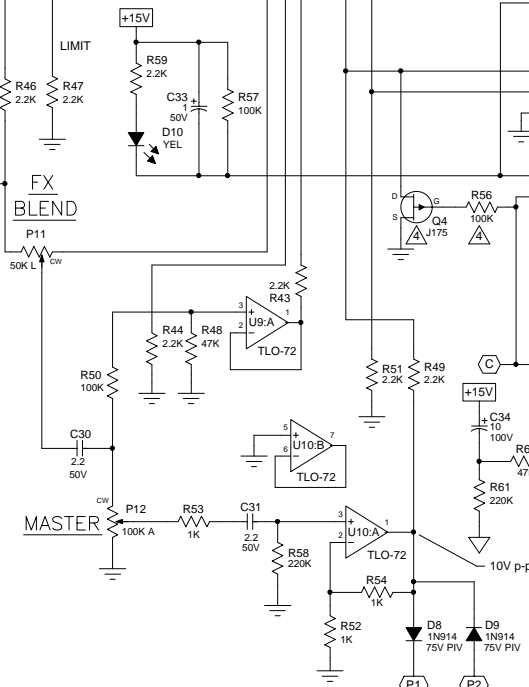 +15V
LIMIT
R46
2.2K
R47
2.2K
R59
2.2K
C33
+
1
50V
R57
100K
D10
YEL
FX
BLEND
P11
50K L
CW
D
G
S
Q4
J175
4
R56
100K
4
2.2K
R43
3
+
2
−
1
U9:A
TLO-72
R44
2.2K
R48
47K
R50
100K
R51
2.2K
R49
2.2K
C
+15V
C34
+
10
100V
R61
220K
C30
2.2
50V
5
+
6
−
7
U10:B
TLO-72
MASTER
CW
P12
100K A
R53
1K
C31
2.2
50V
R58
220K
3
+
2
−
1
U10:A
TLO-72
10V p-p
R54
1K
R52
1K
D8
1N914
75V PIV
D9
1N914
75V PIV
P1
P2